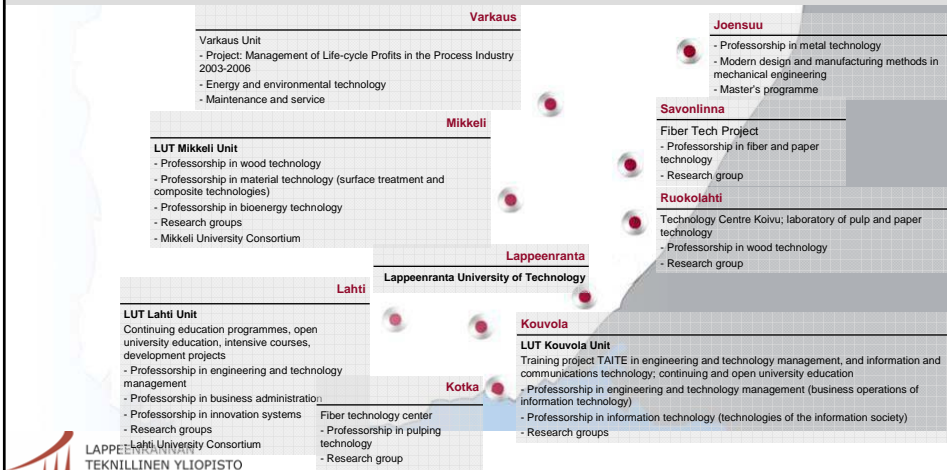 Varkaus
Varkaus Unit
- Project: Management of Life-cycle Profits in the Process Industry
2003-2006
- Energy and environmental technology
- Maintenance and service
Joensuu
- Professorship in metal technology
- Modern design and manufacturing methods in
mechanical engineering
- Master's programme
Mikkeli
LUT Mikkeli Unit
- Professorship in wood technology
- Professorship in material technology (surface treatment and
composite technologies)
- Professorship in bioenergy technology
- Research groups
- Mikkeli University Consortium
Savonlinna
Fiber Tech Project
- Professorship in fiber and paper
technology
- Research group
Ruokolahti
Technology Centre Koivu; laboratory of pulp and paper
technology
- Professorship in wood technology
- Research group
Lappeenranta
Lappeenranta University of Technology
Lahti
LUT Lahti Unit
Continuing education programmes, open
university education, intensive courses,
development projects
- Professorship in engineering and technology
management
- Professorship in business administration
- Professorship in innovation systems
- Research groups
- Lahti University Consortium
Kouvola
LUT Kouvola Unit
Training project TAITE in engineering and technology management, and information and
communications technology; continuing and open university education
- Professorship in engineering and technology management (business operations of
information technology)
- Professorship in information technology (technologies of the information society)
- Research groups
Kotka
Fiber technology center
- Professorship in pulping
technology
- Research group
LAPPEENRANNAN
TEKNILLINEN YLIOPISTO